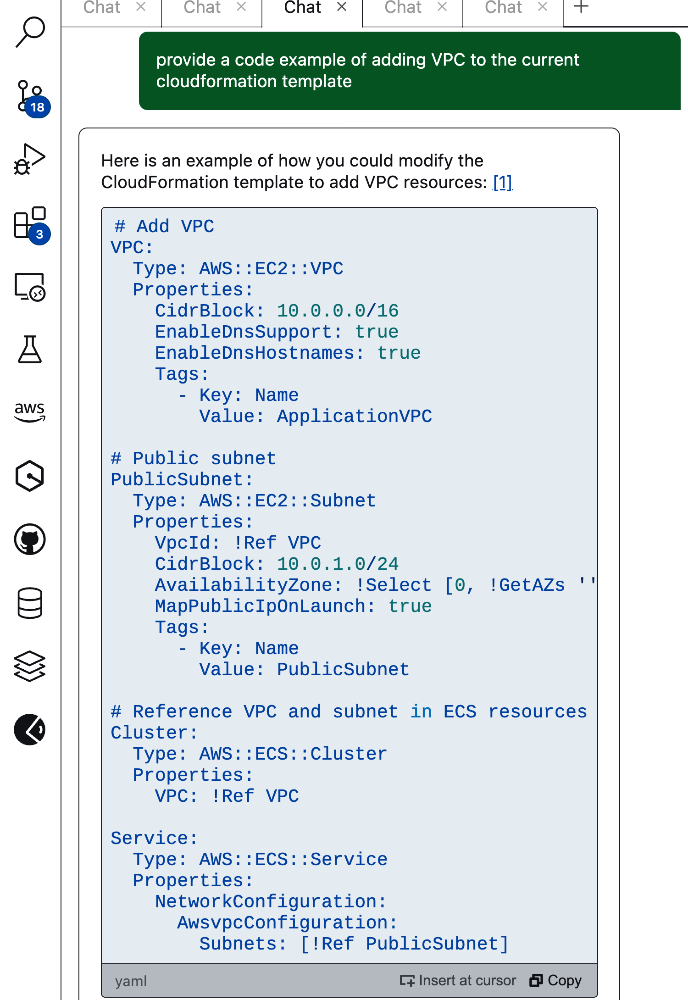 Chat
Chat
Chat
Chat
Chat
provide a code example of adding VPC to the current
cloudformation template
18
3
aws
Here is an example of how you could modify the
CloudFormation template to add VPC resources: [1]
# Add VPC
VPC:
  Type: AWS::EC2::VPC
  Properties:
    CidrBlock: 10.0.0.0/16
    EnableDnsSupport: true
    EnableDnsHostnames: true
    Tags:
      - Key: Name
        Value: ApplicationVPC
# Public subnet
PublicSubnet:
  Type: AWS::EC2::Subnet
  Properties:
    VpcId: !Ref VPC
    CidrBlock: 10.0.1.0/24
    AvailabilityZone: !Select [0, !GetAZs ''
    MapPublicIpOnLaunch: true
    Tags:
      - Key: Name
        Value: PublicSubnet
# Reference VPC and subnet in ECS resources
Cluster:
  Type: AWS::ECS::Cluster
  Properties:
    VPC: !Ref VPC
Service:
  Type: AWS::ECS::Service
  Properties:
    NetworkConfiguration:
      AwsvpcConfiguration:
        Subnets: [!Ref PublicSubnet]
yaml
Insert at cursor
Copy